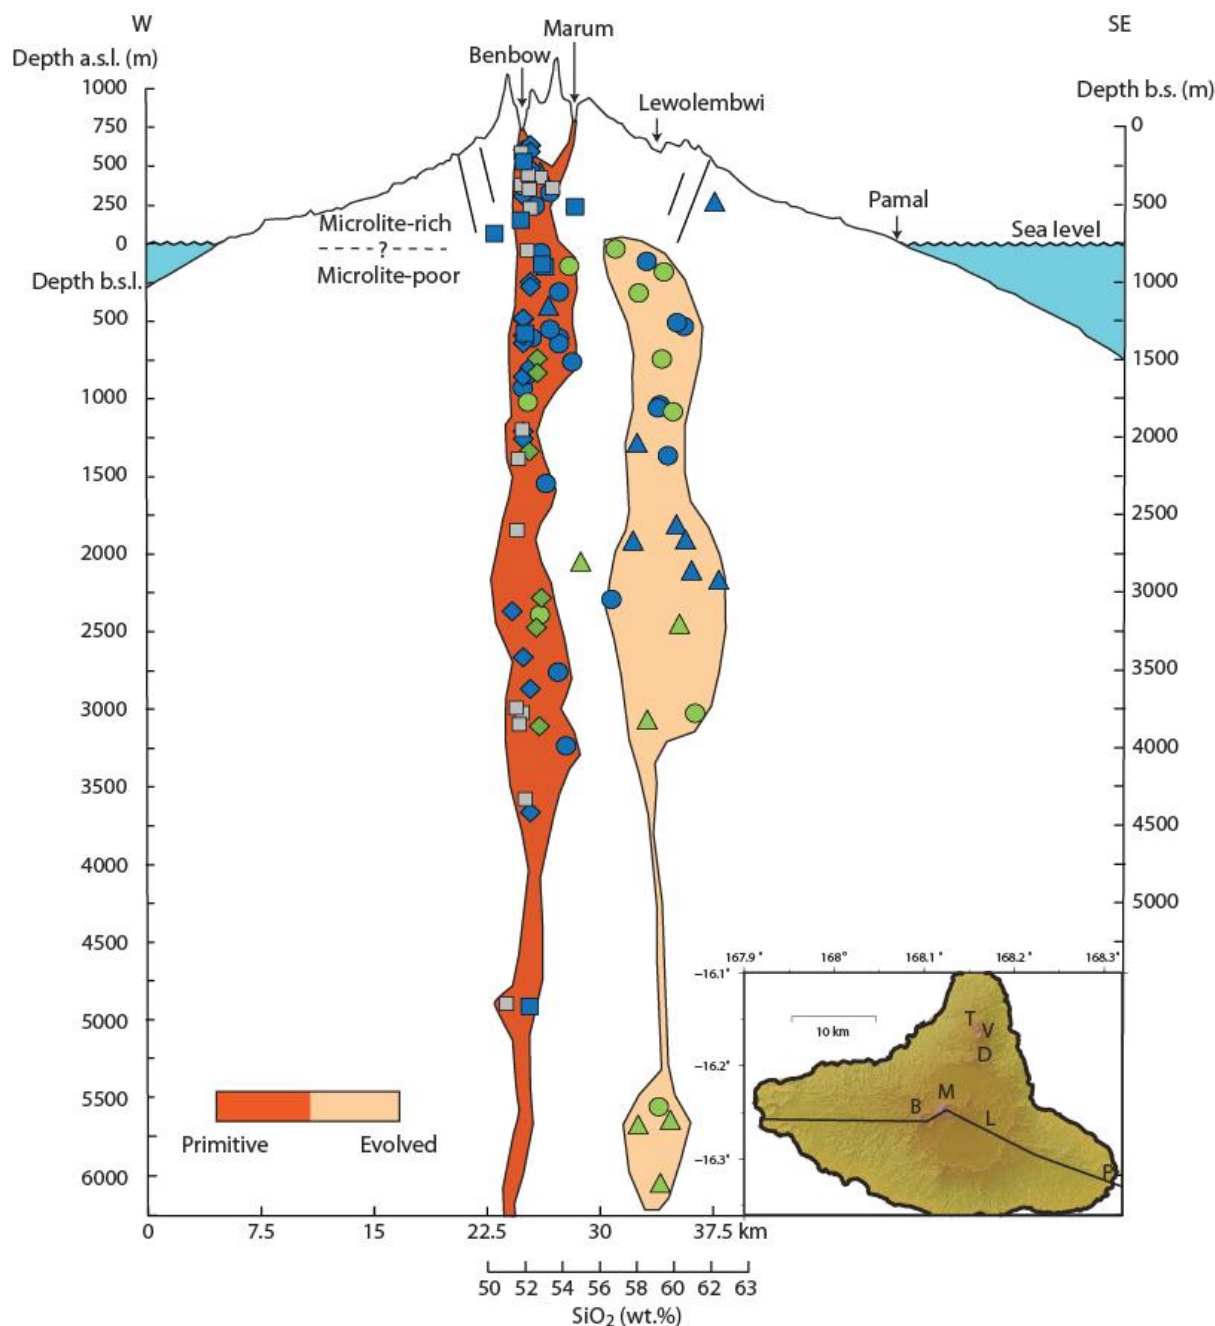 W
Marum
SE
Depth a.s.l. (m)
Benbow
1000
Lewolembwi
Depth b.s. (m)
750
0
500
250
500
Microlite-rich
Pamal
0
?
Sea level
Microlite-poor
Depth b.s.l.
1000
500
1500
1000
2000
1500
2500
2000
3000
2500
3500
3000
4000
3500
4500
4000
5000
4500
5000
5500
6000
Primitive
Evolved
0
7.5
15
22.5
30
37.5 km
50 52 54 56 58 60 62 63
SiO2 (wt.%)
167.9°
168°
168.1°
168.2°
168.3°
-16.1°
-16.2°
-16.3°
10 km
T
V
D
M
B
L
P